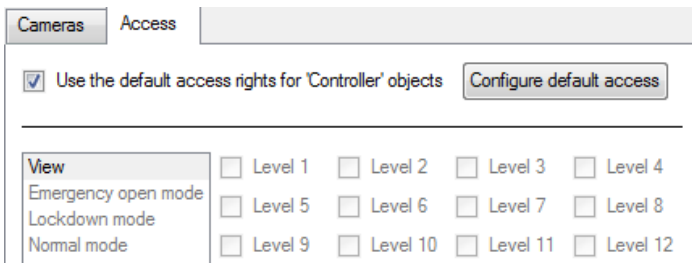 Cameras Access
Use the default access rights for 'Controller' objects Configure default access
View Level 1 Level 2 Level 3 Level 4
Emergency open mode
Lockdown mode Level 5 Level 6 Level 7 Level 8
Normal mode Level 9 Level 10 Level 11 Level 12